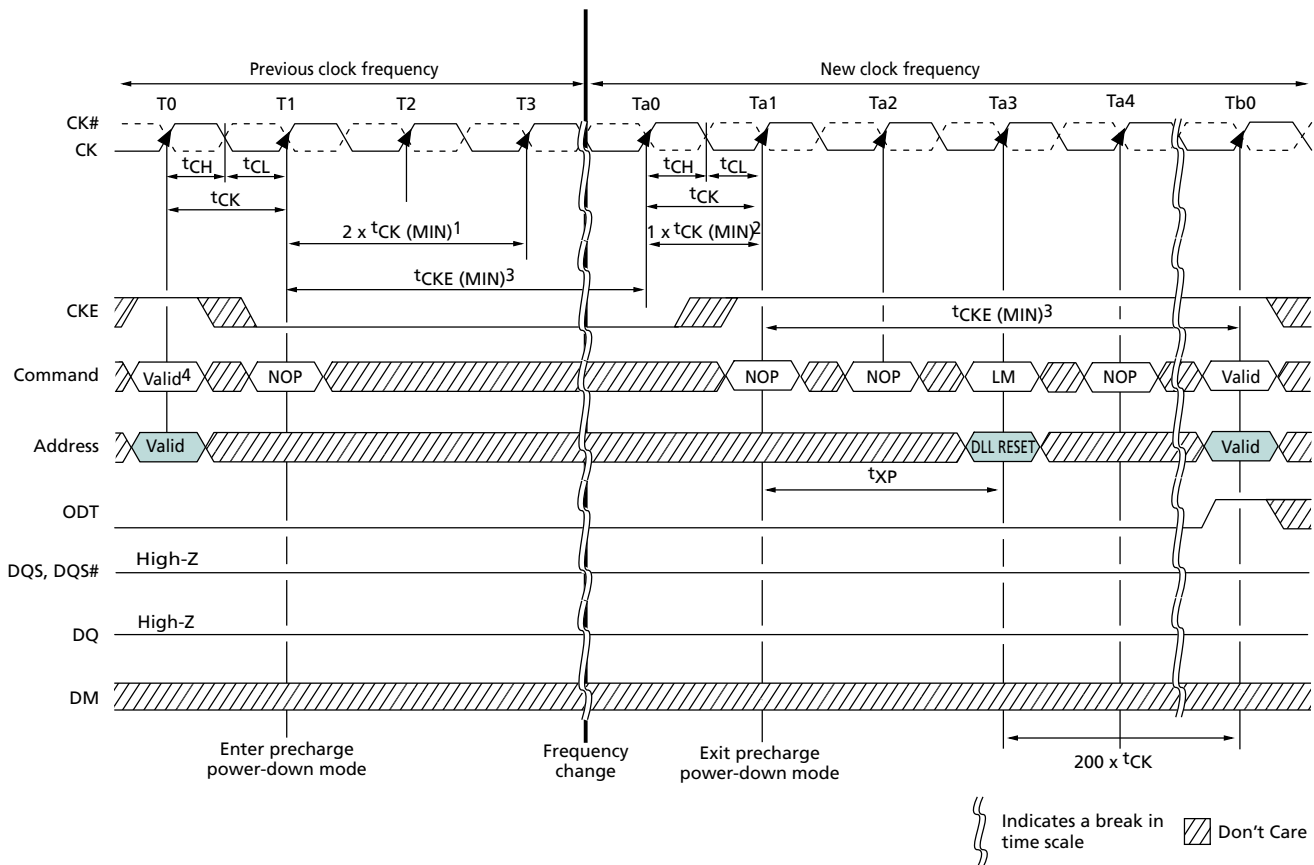 Previous clock frequency
New clock frequency
T0 T1 T2 T3 Ta0 Ta1 Ta2 Ta3 Ta4 Tb0
CK#
CK
tCH tCL tCH tCL
tCK tCK
2 x tCK (MIN)1 1 x tCK (MIN)2
tCKE (MIN)3
CKE
tCKE (MIN)3
Command Valid4 NOP NOP NOP LM NOP Valid
Address Valid DLL RESET Valid
tXP
ODT
High-Z
DQS, DQS#
High-Z
DQ
DM
Enter precharge
power-down mode
Frequency
change
Exit precharge
power-down mode
200 x tCK
Indicates a break in
time scale
Don't Care